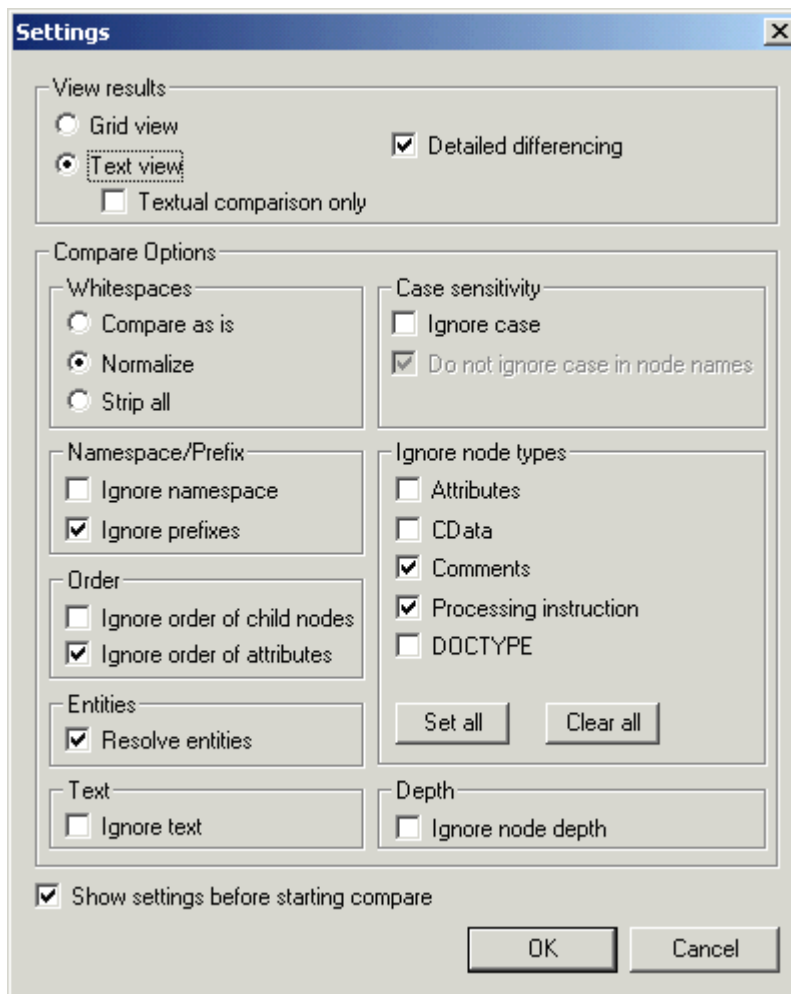 Settings
View results
Grid view
Detailed differencing
Text view
Textual comparison only
Compare Options
Whitespaces
Compare as is
Normalize
Strip all
Case sensitivity
Ignore case
Do not ignore case in node names
Namespace/Prefix
Ignore namespace
Ignore prefixes
Ignore node types
Attributes
CData
Comments
Processing instruction
DOCTYPE
Set all
Clear all
Order
Ignore order of child nodes
Ignore order of attributes
Entities
Resolve entities
Text
Ignore text
Depth
Ignore node depth
Show settings before starting compare
OK
Cancel